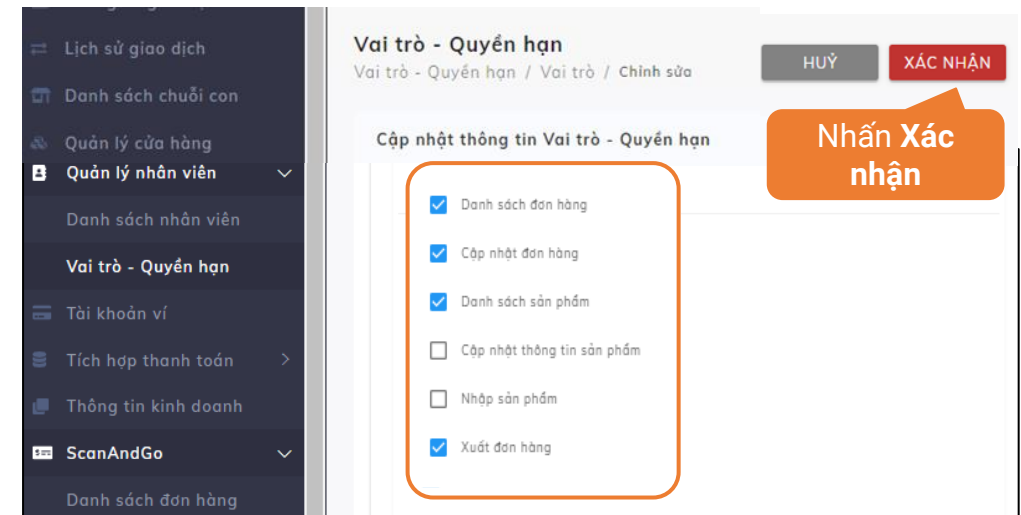 Lịch sử giao dịch
Danh sách chuỗi con
Quản lý cửa hàng
Quản lý nhân viên
Danh sách nhân viên
Vai trò - Quyền hạn
Tài khoản ví
Tích hợp thanh toán
Thông tin kinh doanh
ScanAndGo
Danh sách đơn hàng
Vai trò - Quyền hạn
Vai trò - Quyền hạn / Vai trò / Chỉnh sửa
HUỶ
XÁC NHẬN
Nhấn Xác
nhận
Cập nhật thông tin Vai trò - Quyền hạn
Danh sách đơn hàng
Cập nhật đơn hàng
Danh sách sản phẩm
Cập nhật thông tin sản phẩm
Nhập sản phẩm
Xuất đơn hàng